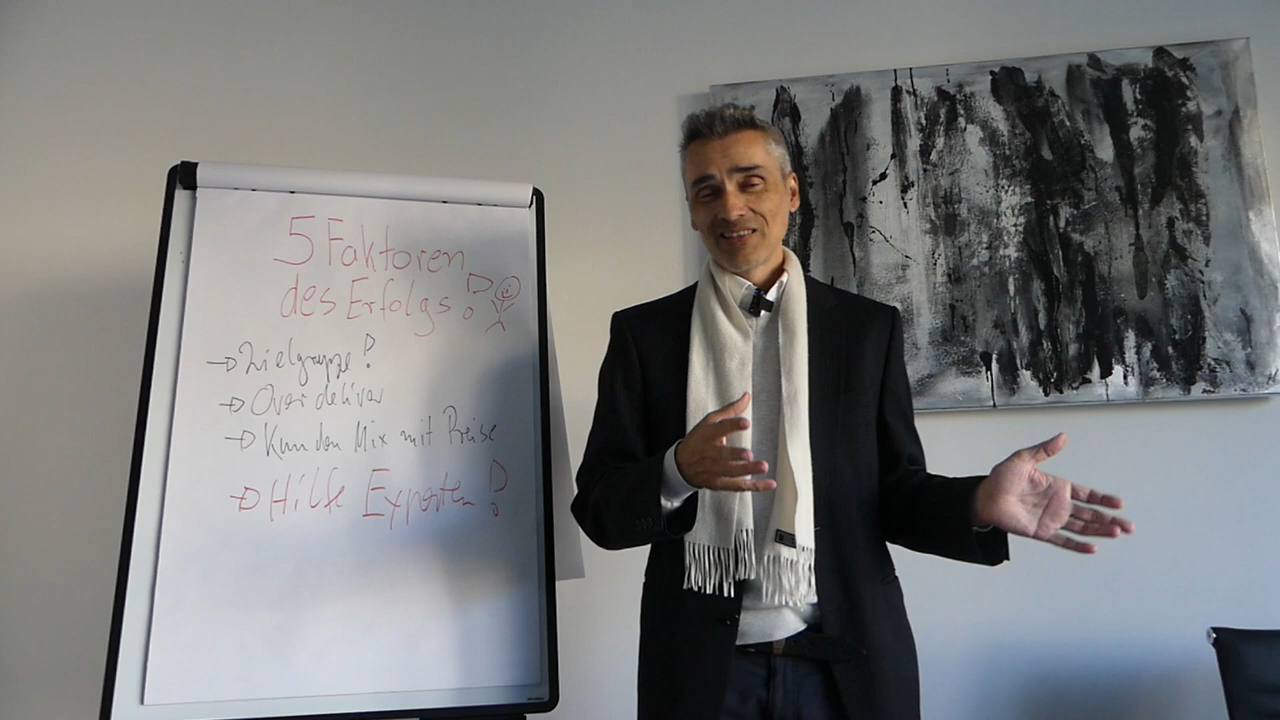 5 Faktoren
des Erfolgs!
→ Zielgruppe!
→ Over deliver
→ Kunden Mix mit Preise
→ Hilfe Experten!